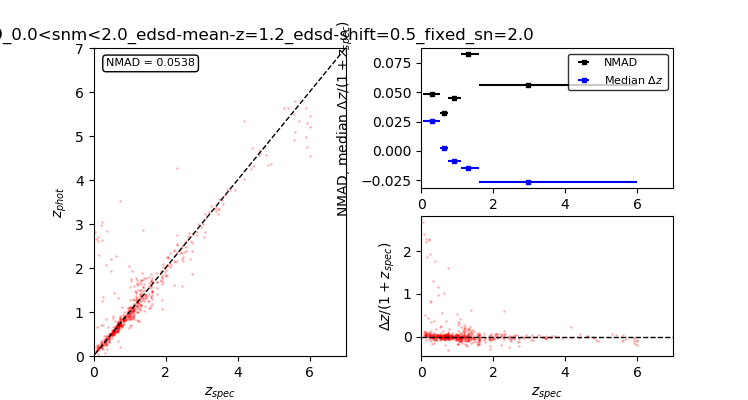 _0.0<snm<2.0_edsd-mean-z=1.2_edsd-shift=0.5_fixed_sn=2.0
NMAD = 0.0538
z_phot
7
6
5
4
3
2
1
0
0 2 4 6
z_spec
NMAD, median Δz/(1 + z_spec)
0.075
0.050
0.025
0.000
−0.025
0 2 4 6
NMAD
Median Δz
Δz/(1 + z_spec)
2
1
0
0 2 4 6
z_spec